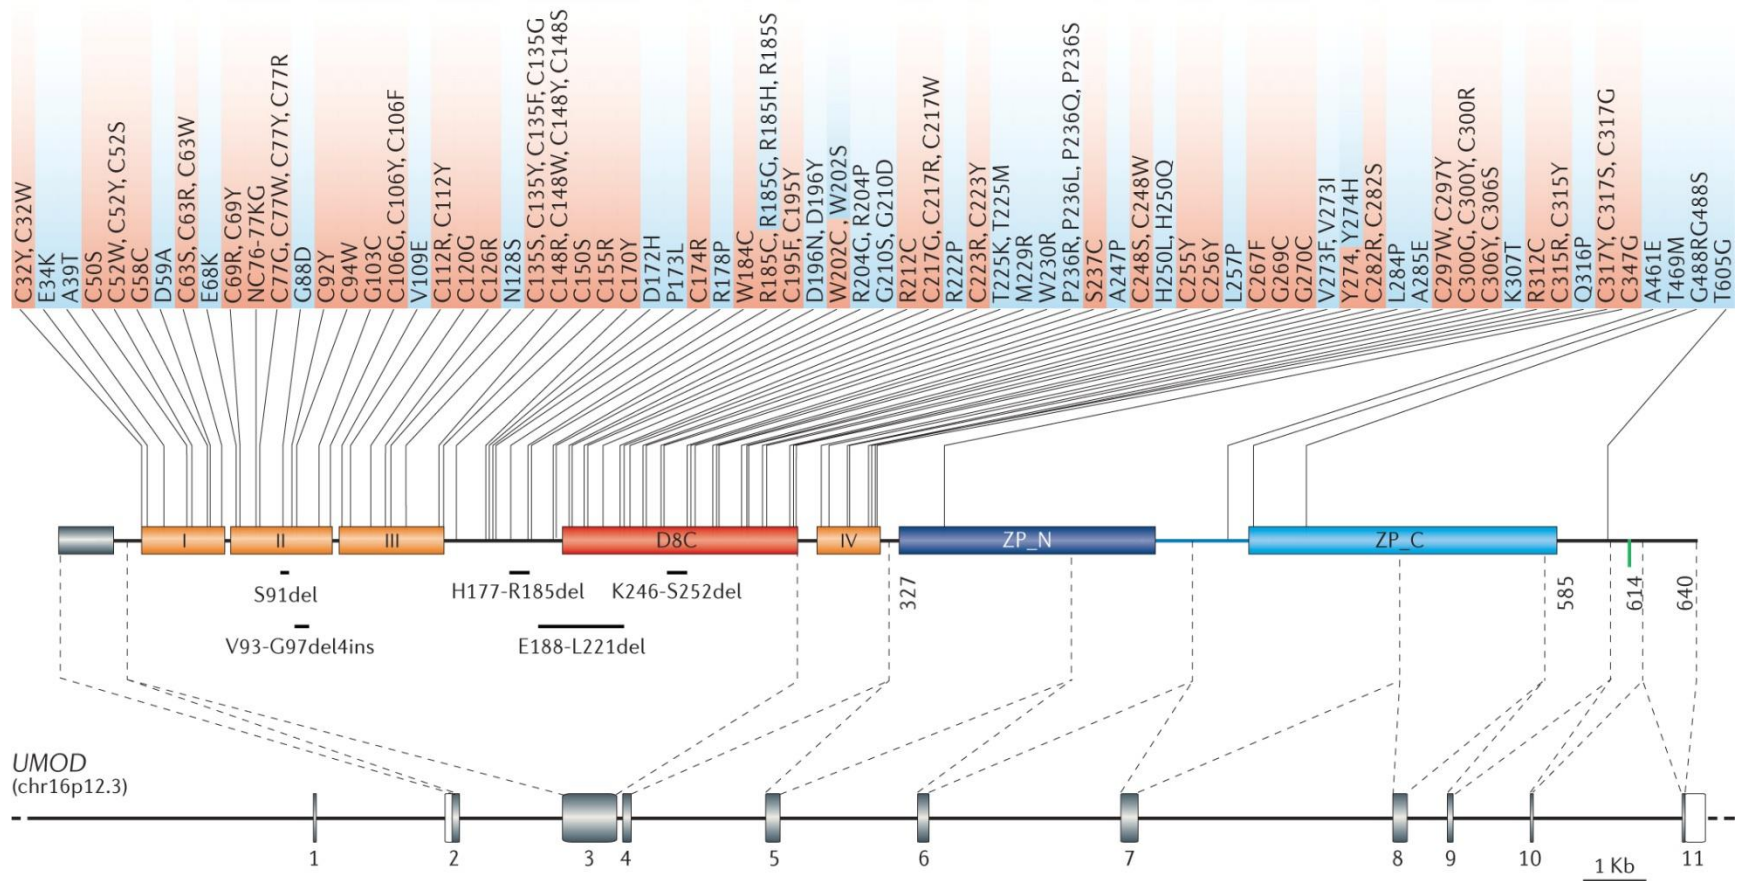 C32Y, C32W
E34K
A39T
C50S
C52W, C52Y, C52S
G58C
D59A
C63S, C63R, C63W
E68K
C69R, C69Y
NC76-77KG
C77G, C77W, C77Y, C77R
G88D
C92Y
C94W
G103C
C106G, C106Y, C106F
V109E
C112R, C112Y
C120G
C126R
N128S
C135S, C135Y, C135F, C135G
C148R, C148W, C148Y, C148S
C150S
C155R
C170Y
D172H
P173L
C174R
R178P
W184C
R185C, R185G, R185H, R185S
C195F, C195Y
D196N, D196Y
W202C, W202S
R204G, R204P
G210S, G210D
R212C
C217G, C217R, C217W
R222P
C223R, C223Y
T225K, T225M
M229R
W230R
P236R, P236L, P236Q, P236S
S237C
A247P
C248S, C248W
H250L, H250Q
C255Y
C256Y
L257P
C267F
G269C
G270C
V273F, V273I
Y274, Y274H
C282R, C282S
L284P
A285E
C297W, C297Y
C300G, C300Y, C300R
C306Y, C306S
K307T
R312C
C315R, C315Y
Q316P
C317Y, C317S, C317G
C347G
A461E
T469M
G488RG488S
T605G
I
II
III
D8C
IV
ZP_N
ZP_C
S91del
V93-G97del4ins
H177-R185del
K246-S252del
E188-L221del
327
585
614
640
UMOD
(chr16p12.3)
1
2
3
4
5
6
7
8
9
10
11
1 Kb